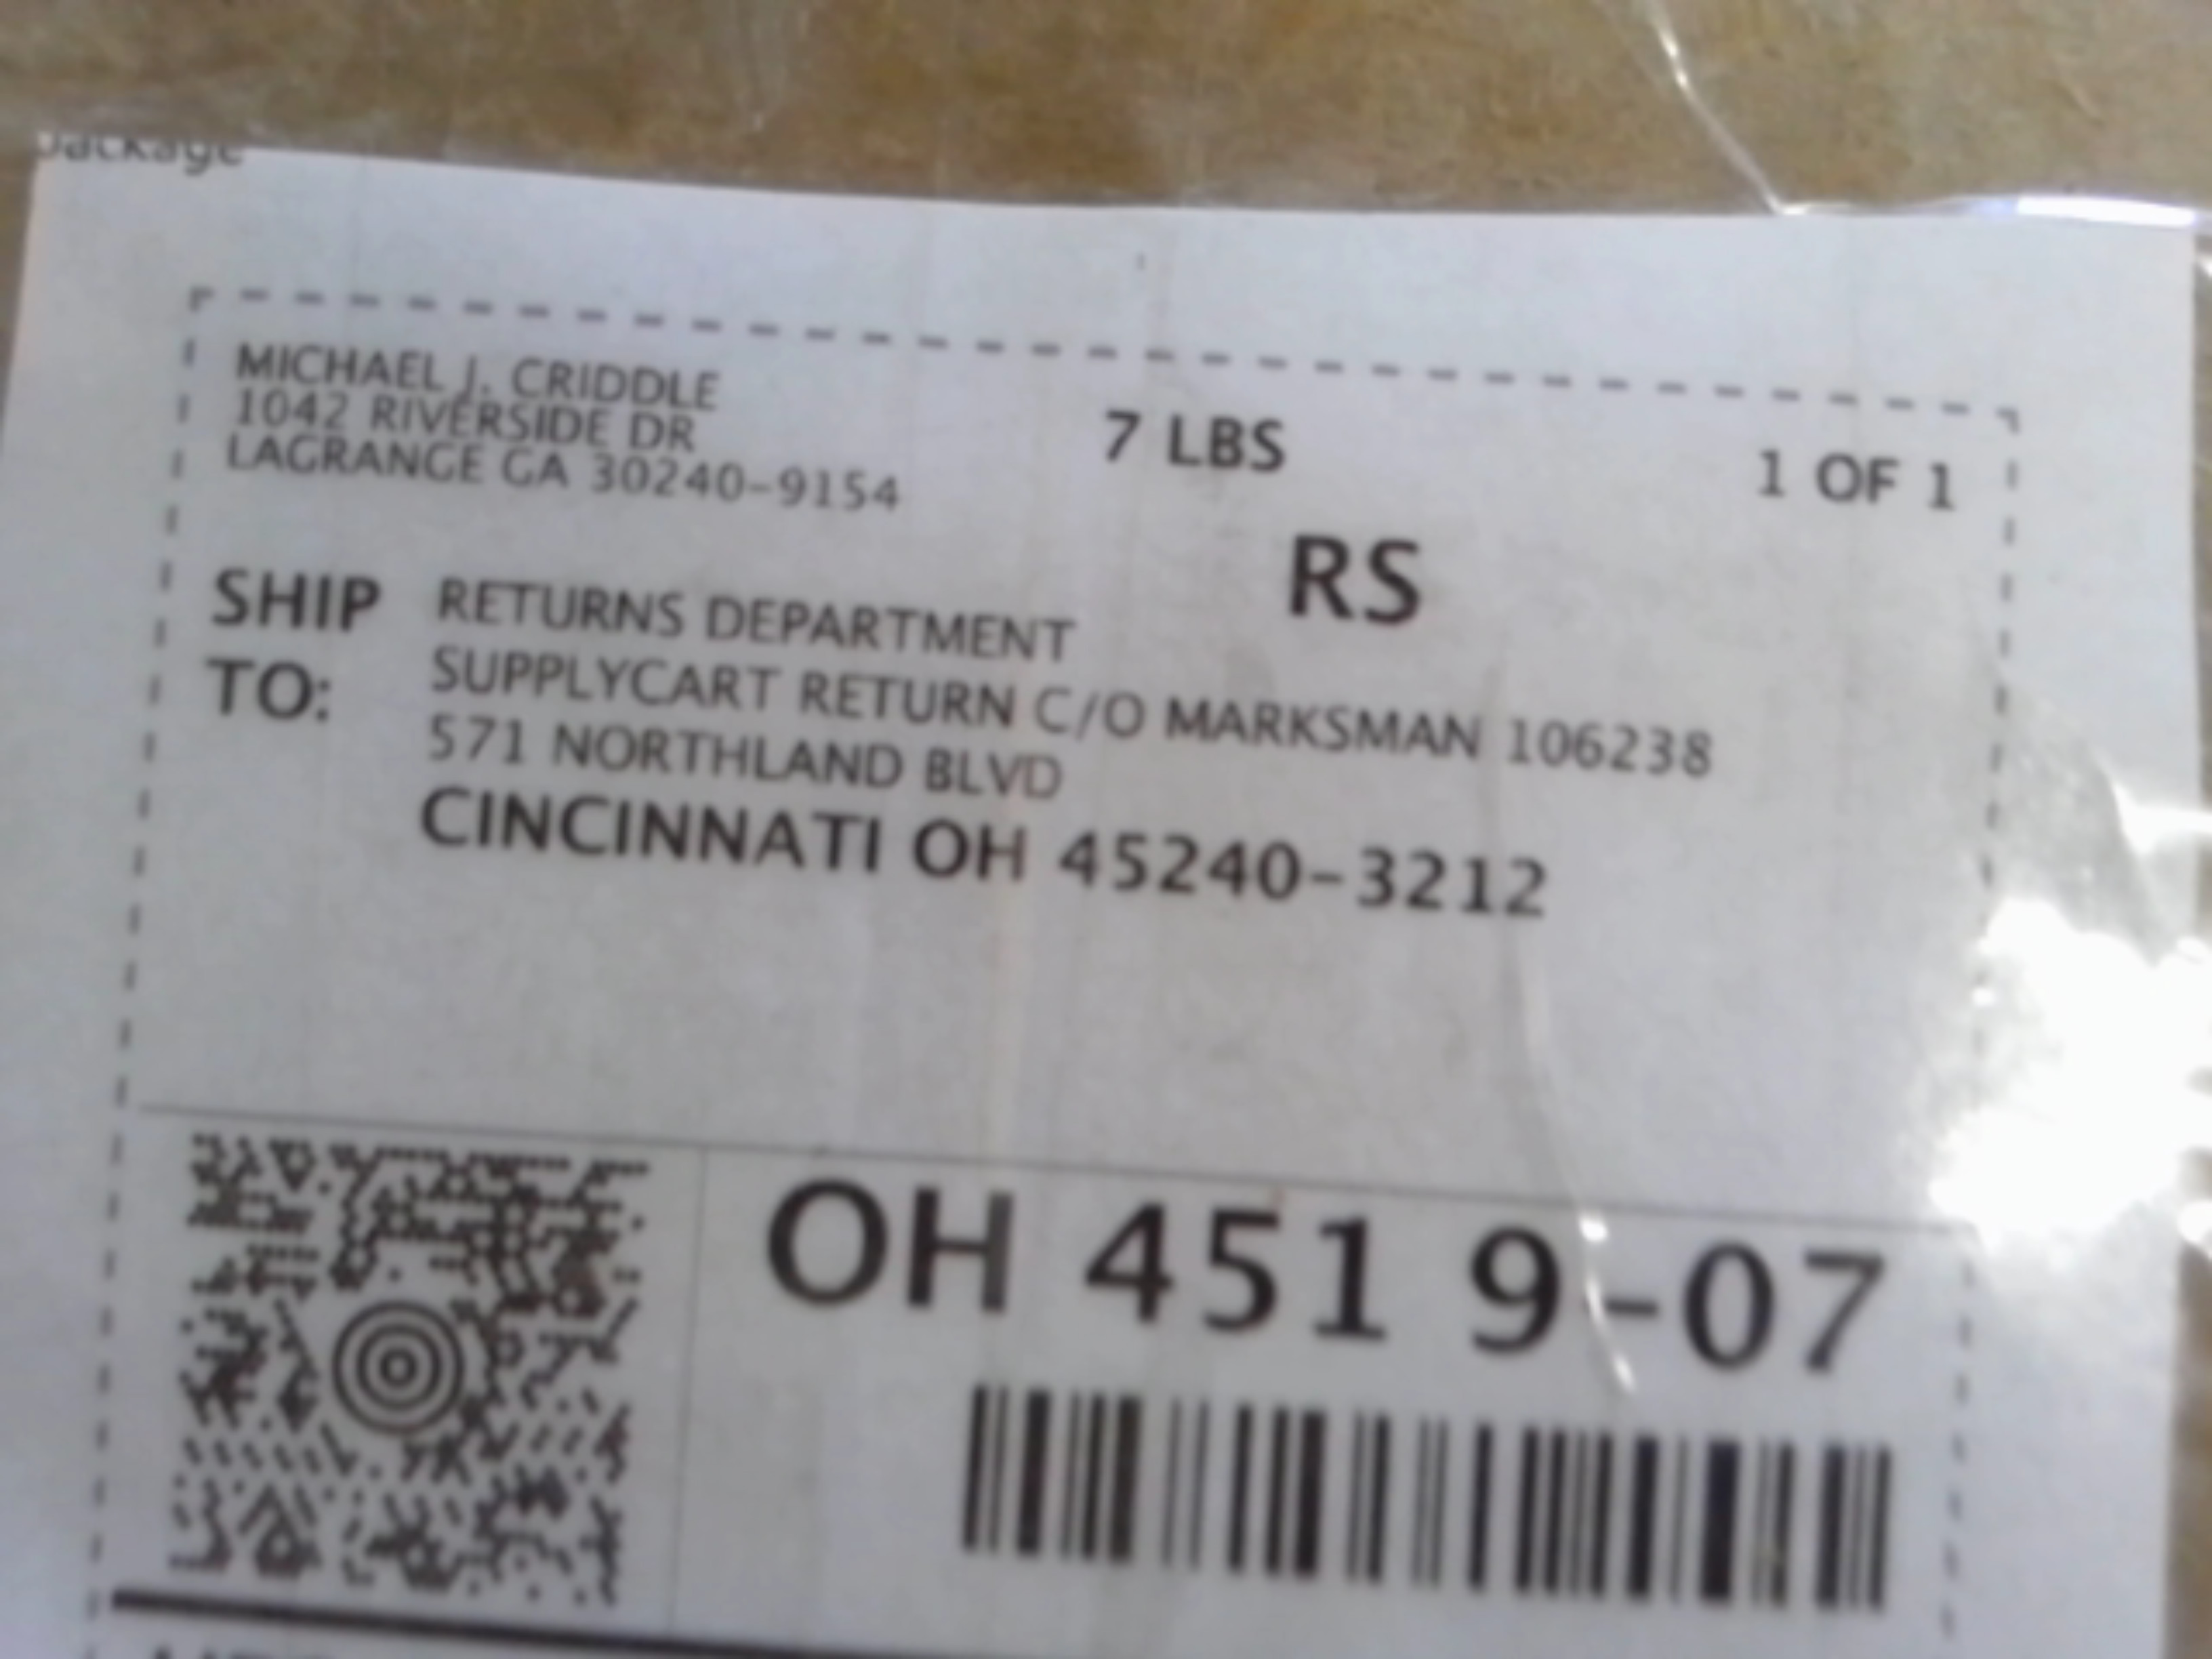 package
MICHAEL J. CRIDDLE
1042 RIVERSIDE DR
LAGRANGE GA 30240-9154
7 LBS
1 OF 1
RS
SHIP TO:
RETURNS DEPARTMENT
SUPPLYCART RETURN C/O MARKSMAN 106238
571 NORTHLAND BLVD
CINCINNATI OH 45240-3212
OH 451 9-07